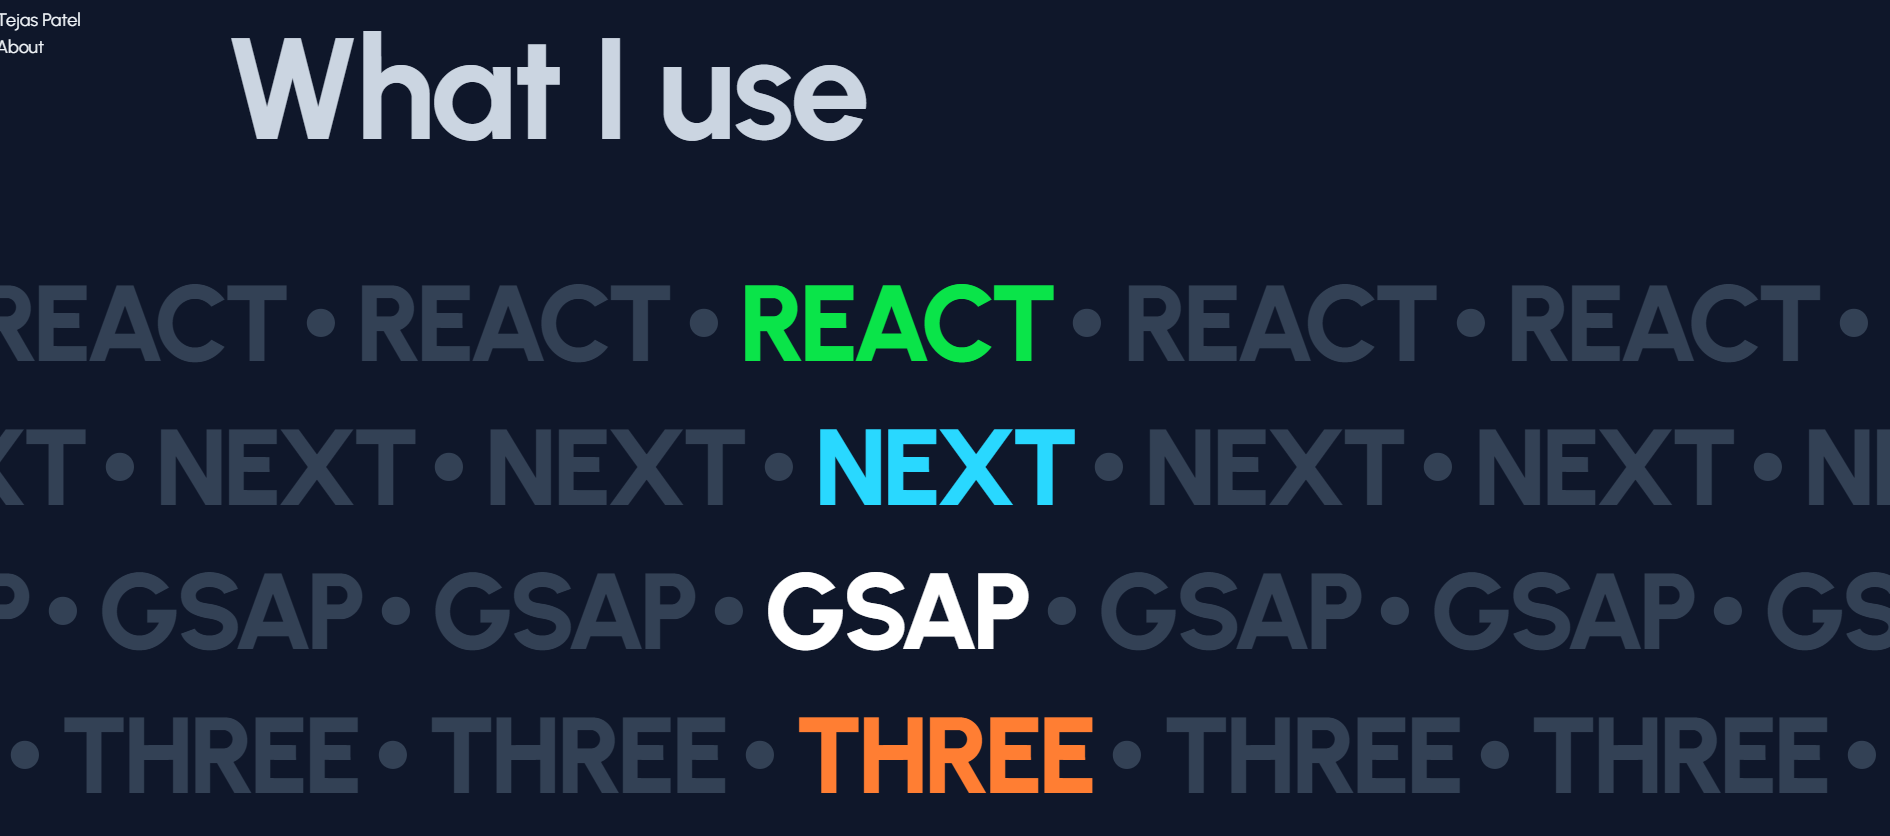 Tejas Patel
About
What I use
REACT • REACT • REACT • REACT • REACT •
XT • NEXT • NEXT • NEXT • NEXT • NEXT • NE
P • GSAP • GSAP • GSAP • GSAP • GSAP • GS
• THREE • THREE • THREE • THREE • THREE •